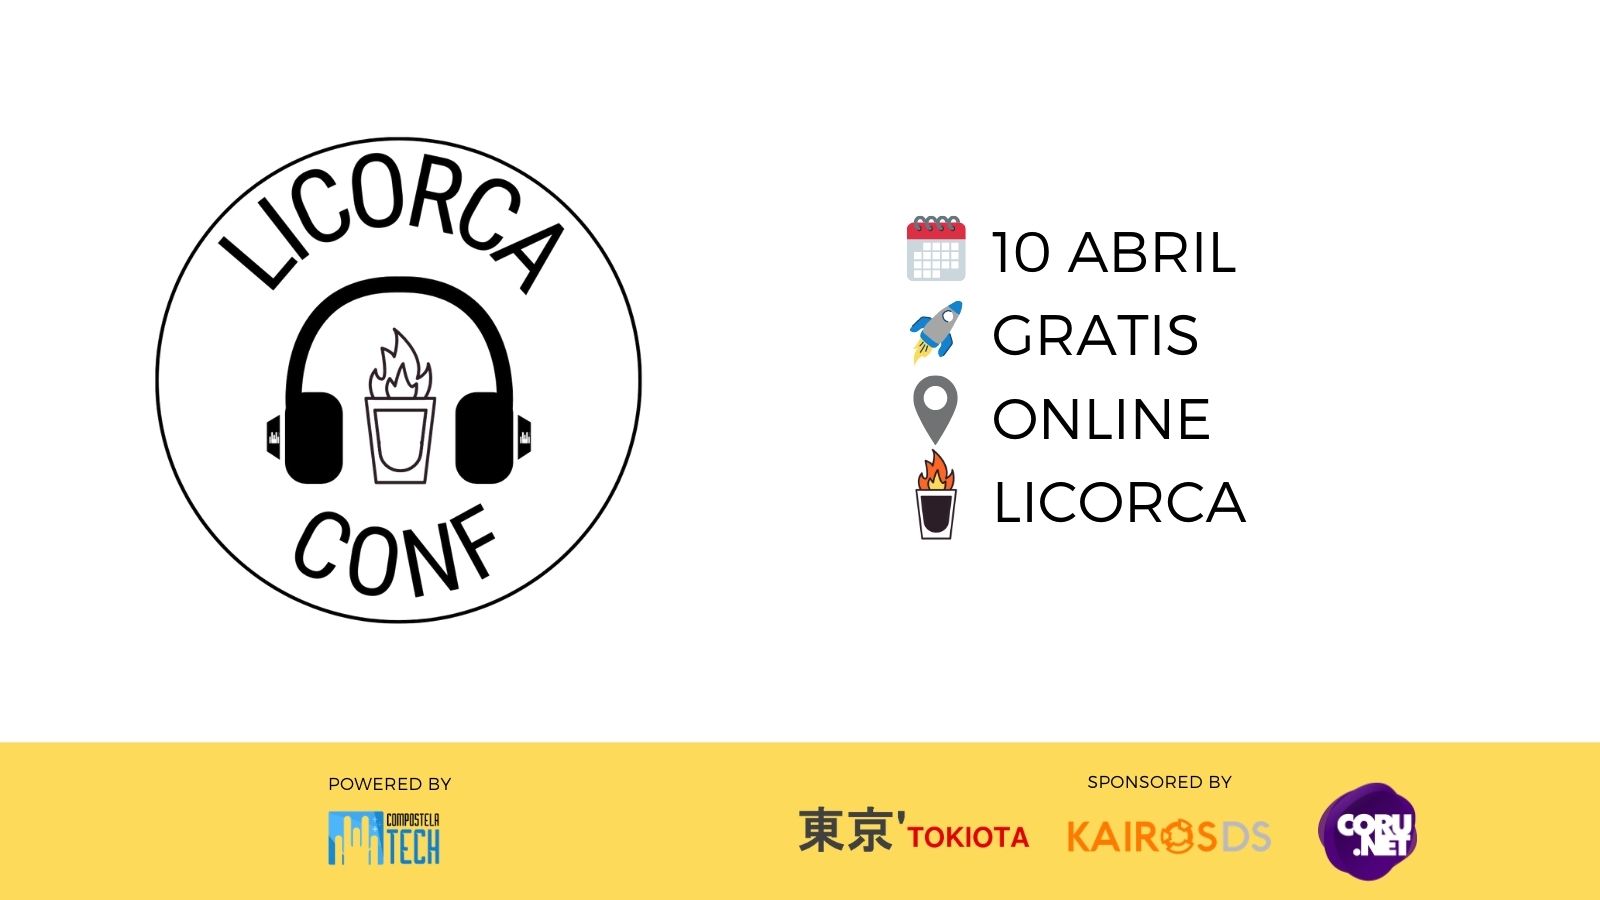 LICORCA
CONF
10 ABRIL
GRATIS
ONLINE
LICORCA
POWERED BY
COMPOSTELA
TECH
SPONSORED BY
東京'TOKIOTA
KAIROSDS
CORU
.NET